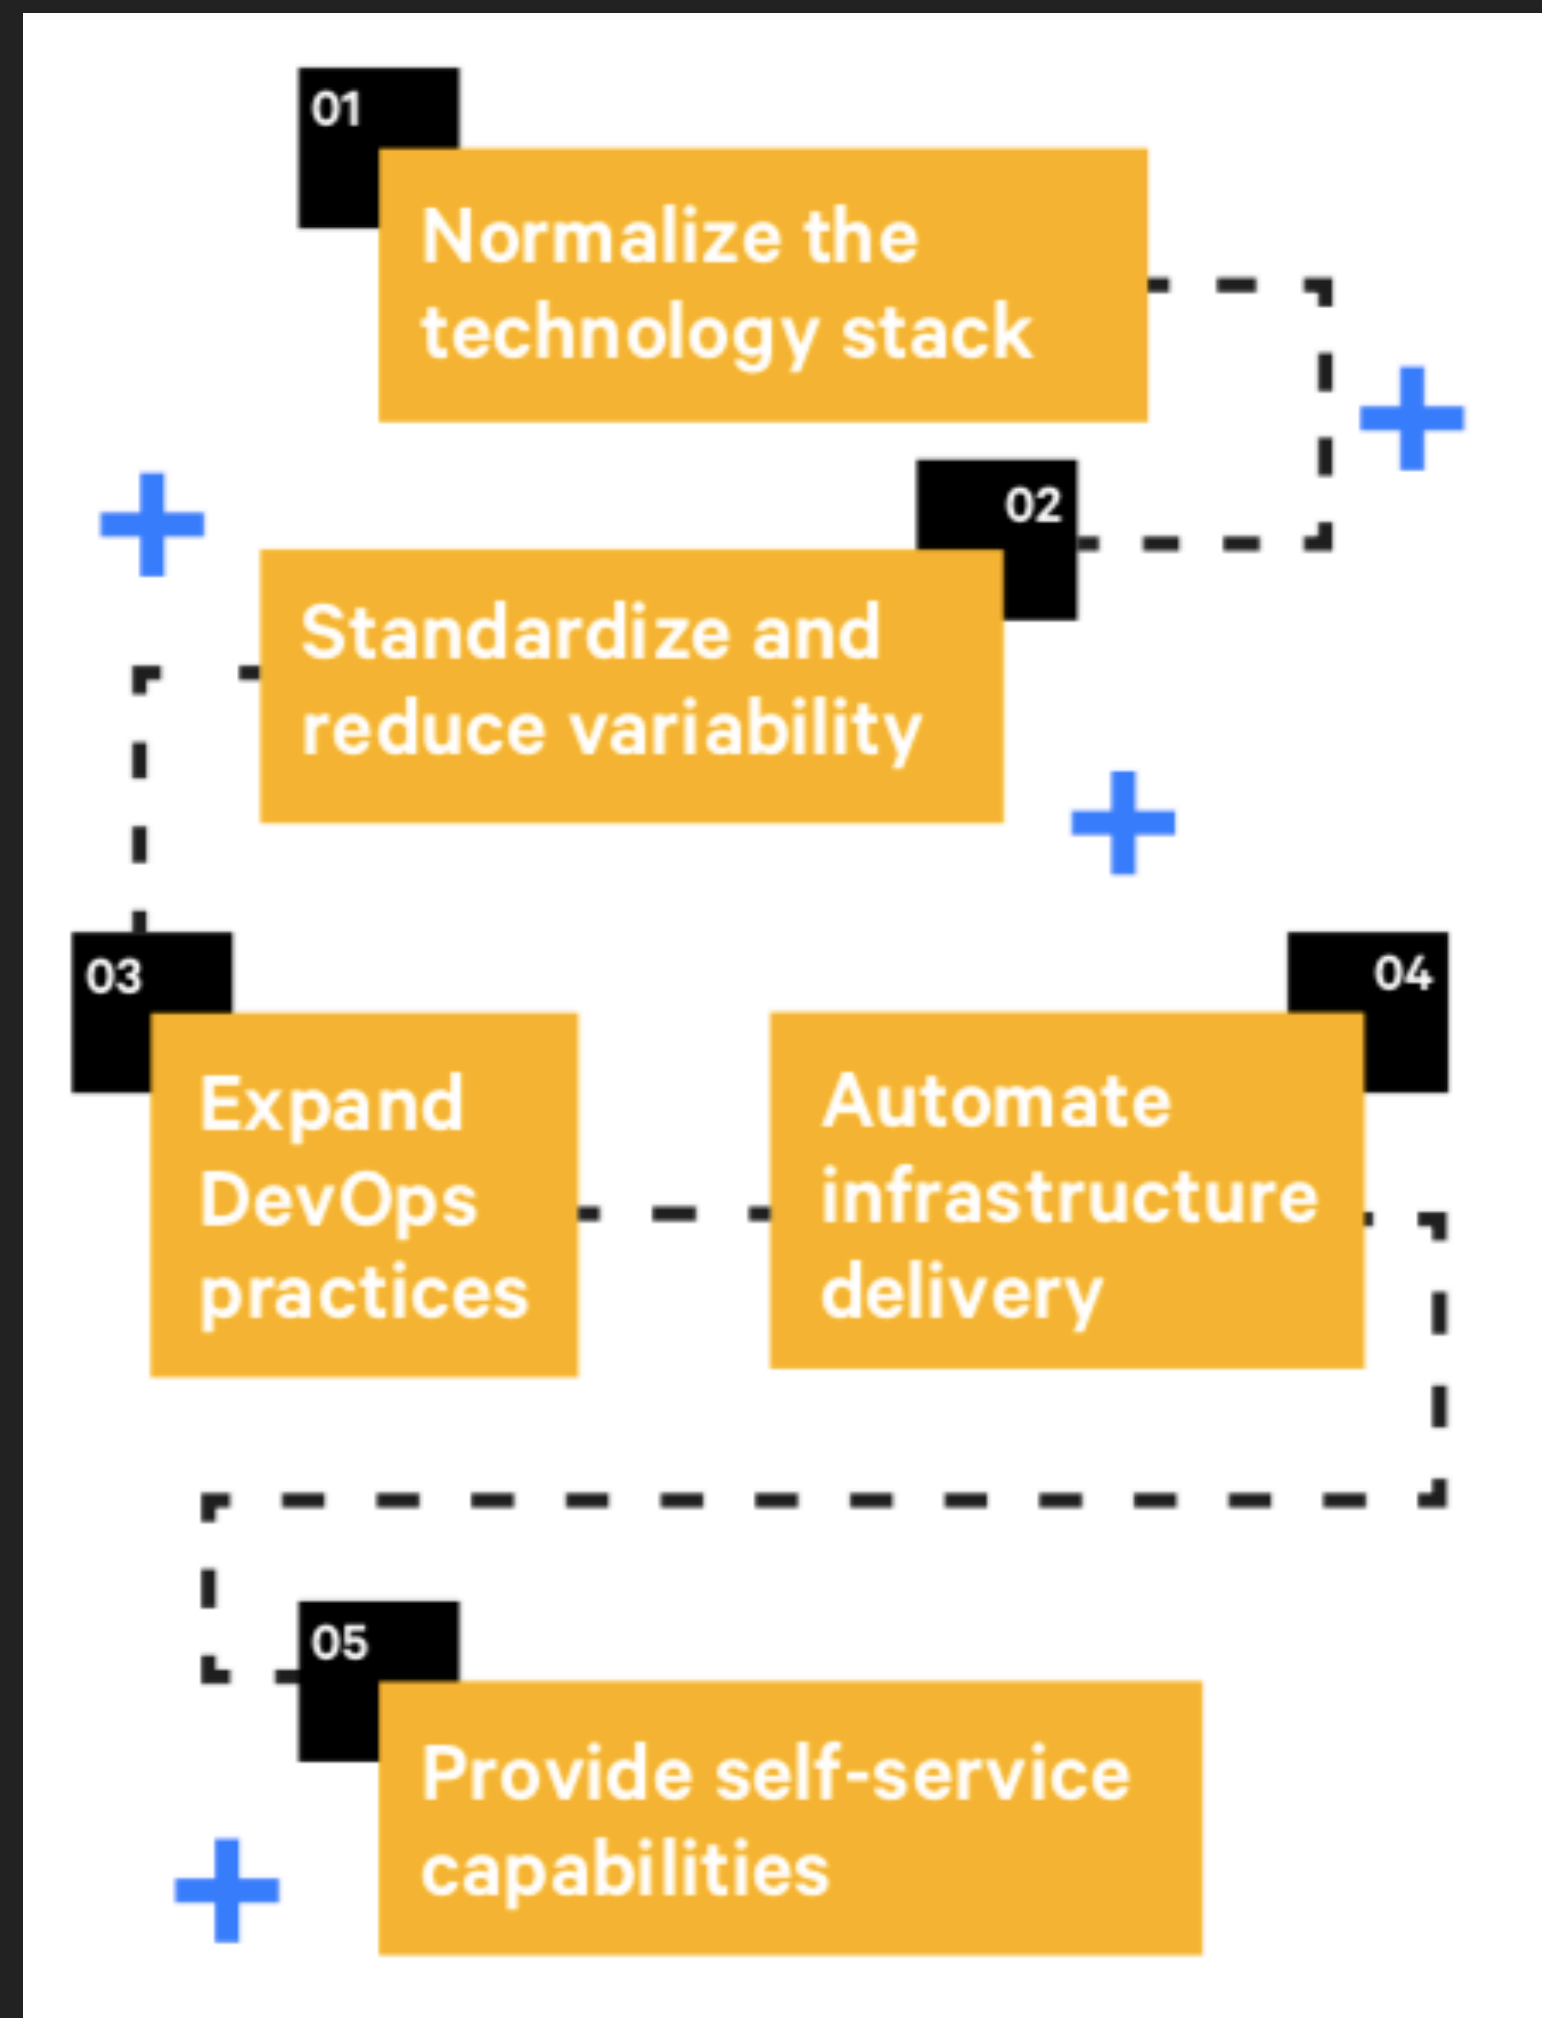 01
Normalize the
technology stack
02
Standardize and
reduce variability
03
Expand
DevOps
practices
04
Automate
infrastructure
delivery
05
Provide self-service
capabilities